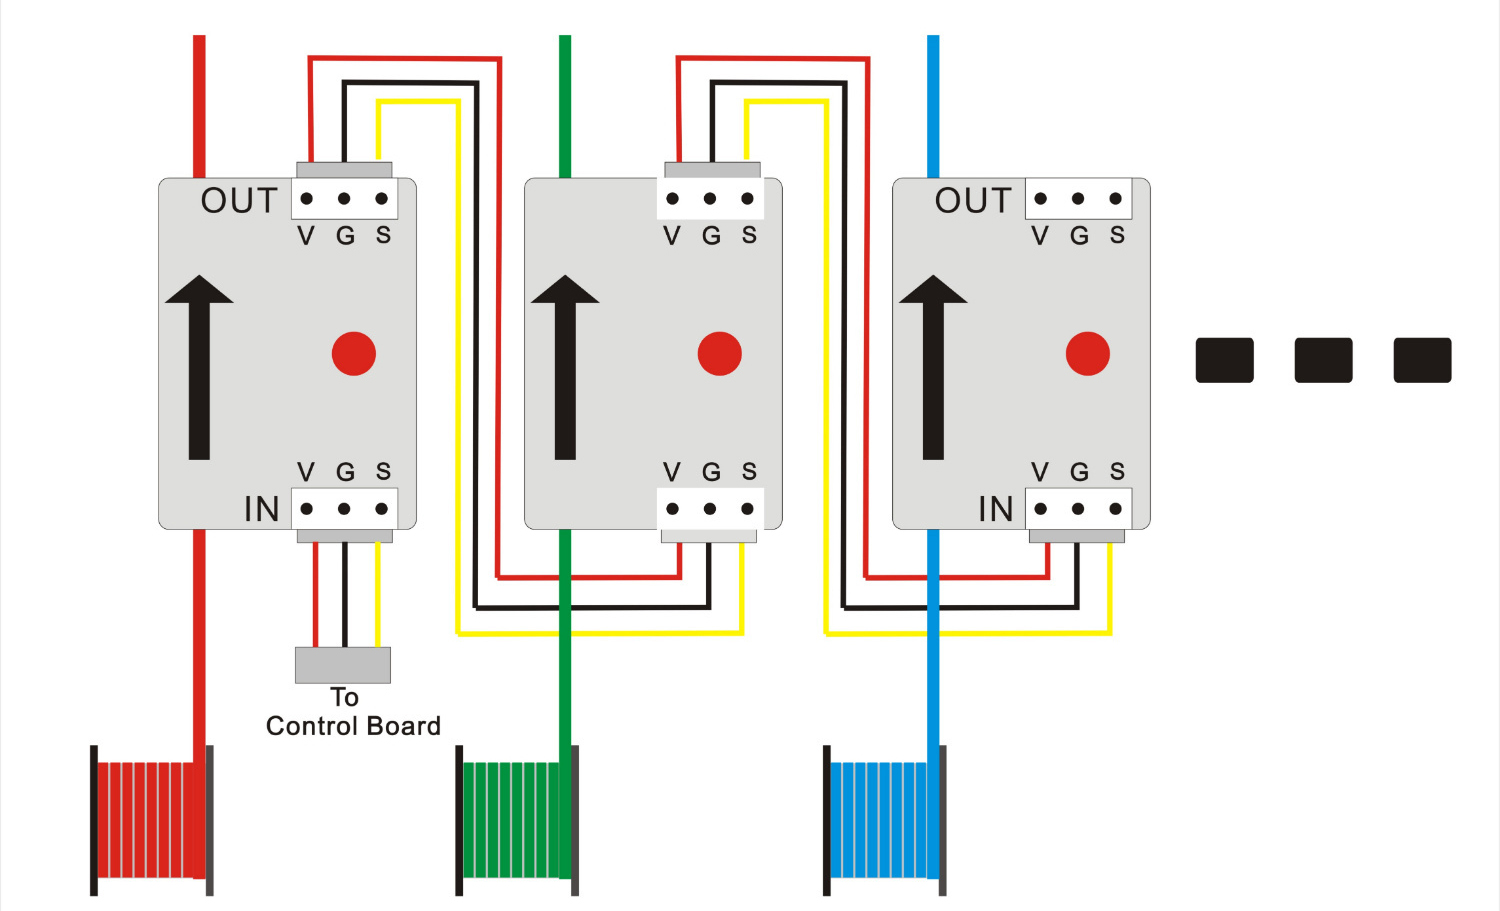 OUT
V G S
V G S
IN
To
Control Board
V G S
V G S
OUT
V G S
V G S
IN